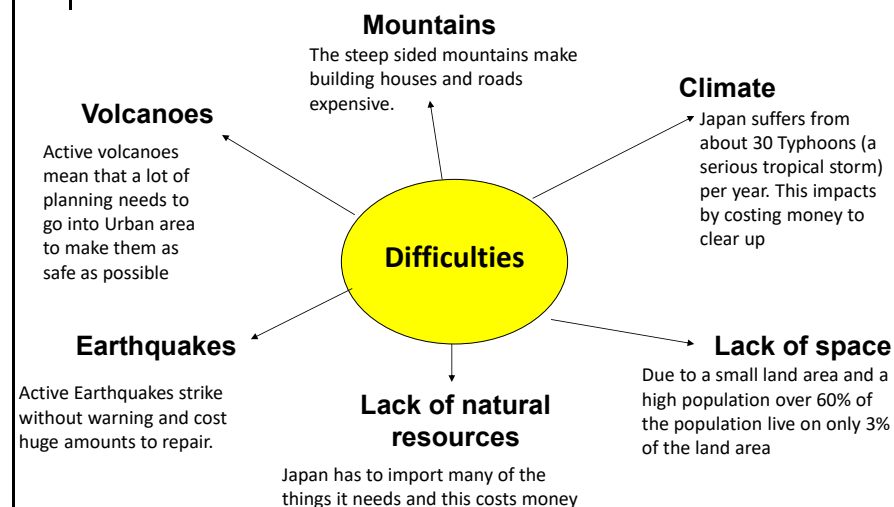 Mountains
The steep sided mountains make
building houses and roads
expensive.
Climate
Japan suffers from
about 30 Typhoons (a
serious tropical storm)
per year. This impacts
by costing money to
clear up
Volcanoes
Active volcanoes
mean that a lot of
planning needs to
go into Urban area
to make them as
safe as possible
Difficulties
Earthquakes
Active Earthquakes strike
without warning and cost
huge amounts to repair.
Lack of natural
resources
Japan has to import many of the
things it needs and this costs money
Lack of space
Due to a small land area and a
high population over 60% of
the population live on only 3%
of the land area